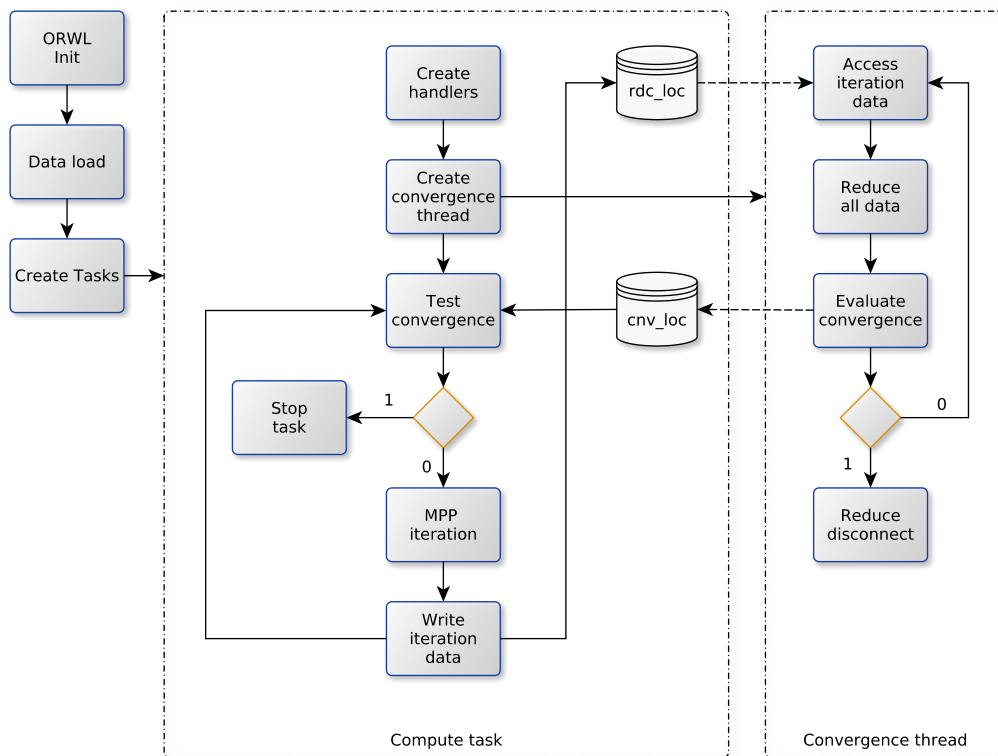 ORWL
Init
Data load
Create Tasks
Create
handlers
Create
convergence
thread
Test
convergence
1
Stop
task
0
MPP
iteration
Write
iteration
data
rdc_loc
cnv_loc
Compute task
Access
iteration
data
Reduce
all data
Evaluate
convergence
0
1
Reduce
disconnect
Convergence thread